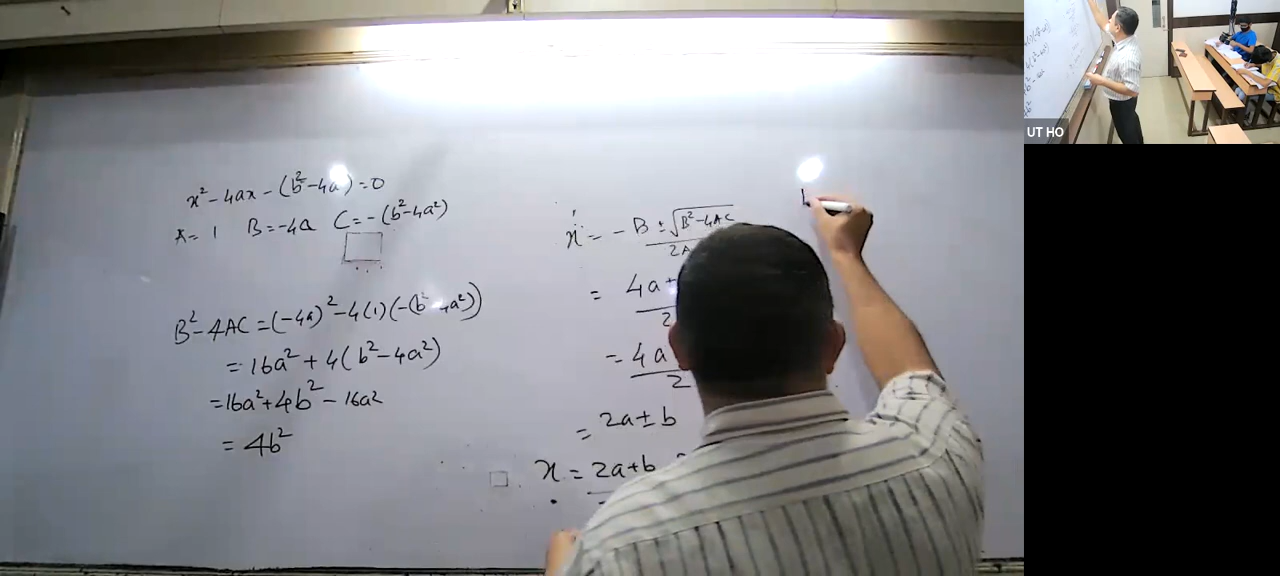 x² - 4ax - (b² - 4a ) = 0
A = 1 B = -4a C = -(b² - 4a²)
B² - 4AC = (-4a)² - 4(1)(-(b² - 4a²))
= 16a² + 4(b² - 4a²)
= 16a² + 4b² - 16a²
= 4b²
x = -B ± √B² - 4AC
2A
= 4a
2
= 4a
2
= 2a ± b
x = 2a+b
UT HO